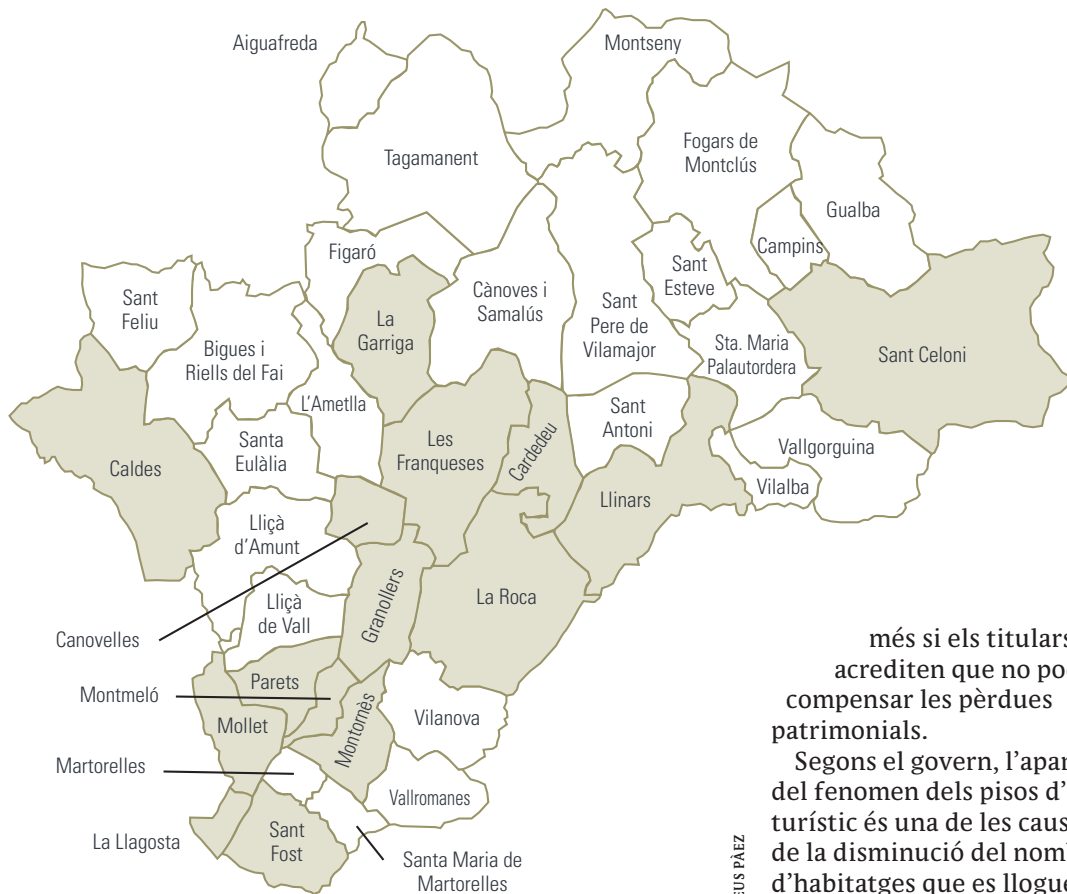 Aiguafreda
Montseny
Tagamanent
Fogars de
Montclús
Gualba
Campins
Figaró
Sant
Esteve
Sant
Feliu
Cànoves i
Samalús
La
Garriga
Sant
Pere de
Vilamajor
Bigues i
Riells del Fai
Sta. Maria
Palautordera
Sant Celoni
L'Ametlla
Sant
Antoni
Les
Franqueses
Cardedeu
Santa
Eulàlia
Vallgorguina
Caldes
Vilalba
Llinars
Lliçà
d'Amunt
Granollers
La Roca
Lliçà
de Vall
Canovelles
Parets
Montmeló
Montornès
Vilanova
Mollet
Martorelles
Vallromanes
La Llagosta
Sant
Fost
Santa Maria de
Martorelles
més si els titulars
acrediten que no
compensar les pèrdues
patrimonials.
Segons el govern,
del fenomen dels pisos
turístic és una de les
de la disminució del
d'habitatges que es
PÀEZ